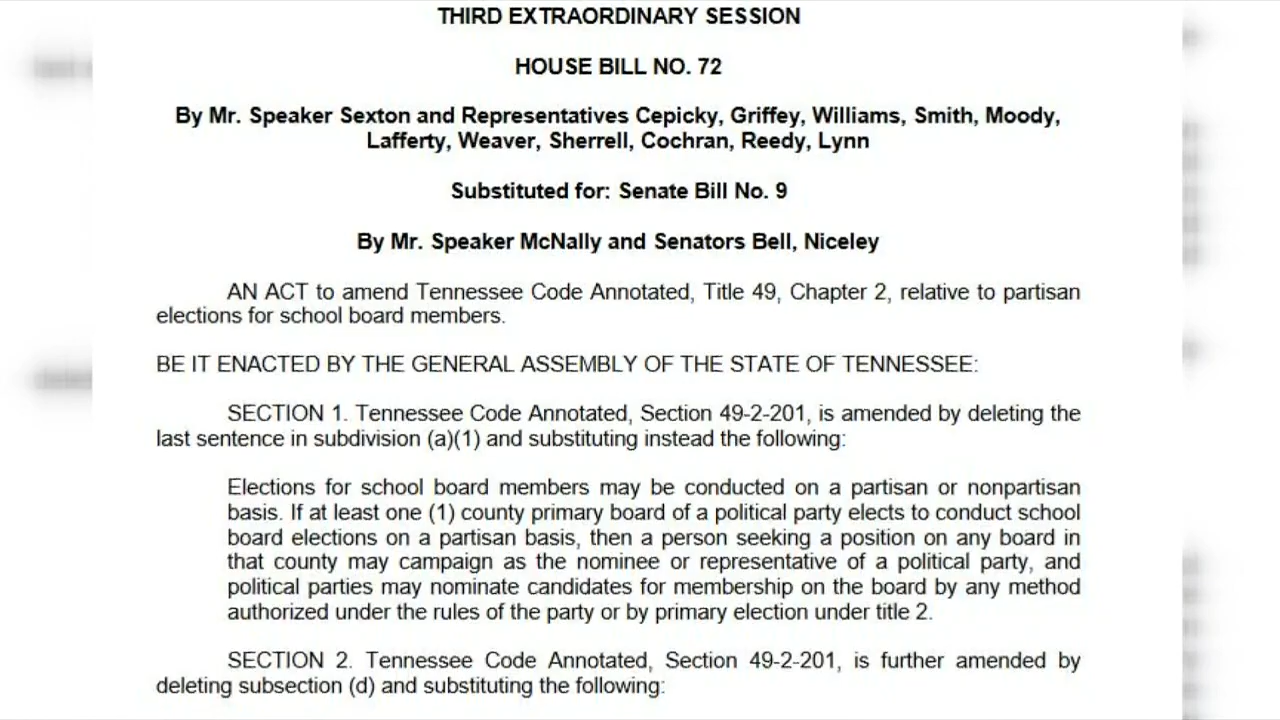 THIRD EXTRAORDINARY SESSION
HOUSE BILL NO. 72
By Mr. Speaker Sexton and Representatives Cepicky, Griffey, Williams, Smith, Moody,
Lafferty, Weaver, Sherrell, Cochran, Reedy, Lynn
Substituted for: Senate Bill No. 9
By Mr. Speaker McNally and Senators Bell, Niceley
AN ACT to amend Tennessee Code Annotated, Title 49, Chapter 2, relative to partisan
elections for school board members.
BE IT ENACTED BY THE GENERAL ASSEMBLY OF THE STATE OF TENNESSEE:
SECTION 1. Tennessee Code Annotated, Section 49-2-201, is amended by deleting the
last sentence in subdivision (a)(1) and substituting instead the following:
Elections for school board members may be conducted on a partisan or nonpartisan
basis. If at least one (1) county primary board of a political party elects to conduct school
board elections on a partisan basis, then a person seeking a position on any board in
that county may campaign as the nominee or representative of a political party, and
political parties may nominate candidates for membership on the board by any method
authorized under the rules of the party or by primary election under title 2.
SECTION 2. Tennessee Code Annotated, Section 49-2-201, is further amended by
deleting subsection (d) and substituting the following: